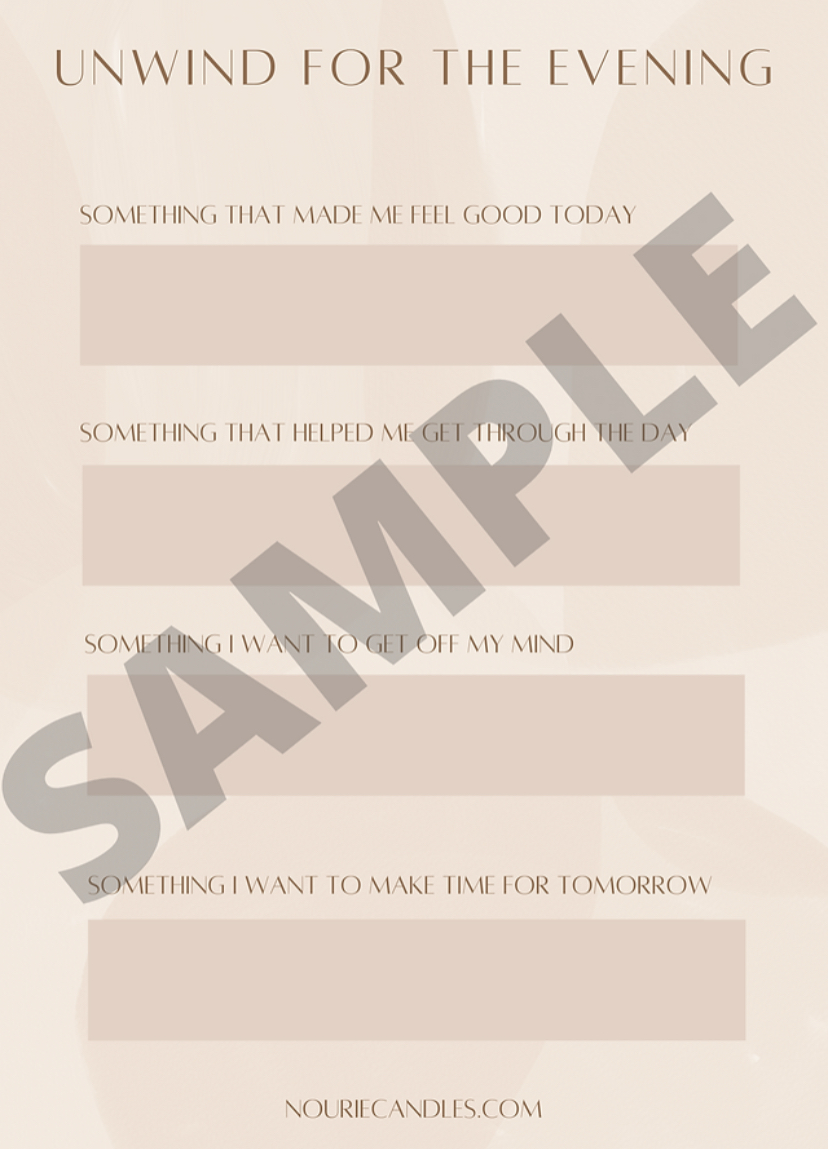 UNWIND FOR THE EVENING
SOMETHING THAT MADE ME FEEL GOOD TODAY
SOMETHING THAT HELPED ME GET THROUGH THE DAY
SOMETHING I WANT TO GET OFF MY MIND
SOMETHING I WANT TO MAKE TIME FOR TOMORROW
SAMPLE
NOURIECANDLES.COM